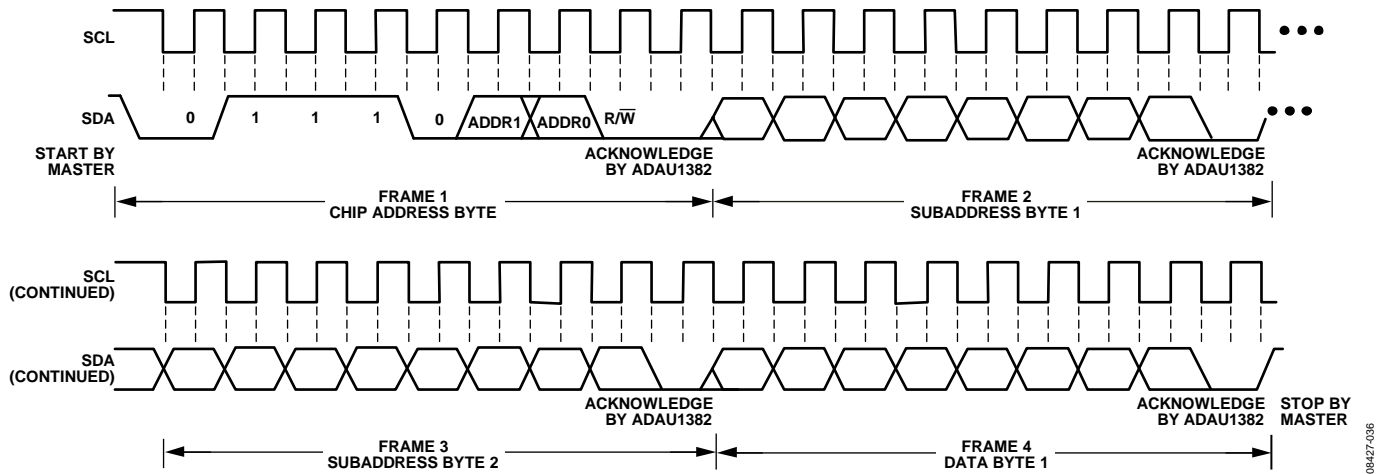 SCL
SDA
0 1 1 1 0 ADDR1 ADDR0 R/W̅
START BY
MASTER
ACKNOWLEDGE
BY ADAU1382
ACKNOWLEDGE
BY ADAU1382
FRAME 1
CHIP ADDRESS BYTE
FRAME 2
SUBADDRESS BYTE 1
SCL
(CONTINUED)
SDA
(CONTINUED)
ACKNOWLEDGE
BY ADAU1382
ACKNOWLEDGE
BY ADAU1382
STOP BY
MASTER
FRAME 3
SUBADDRESS BYTE 2
FRAME 4
DATA BYTE 1
08427-036